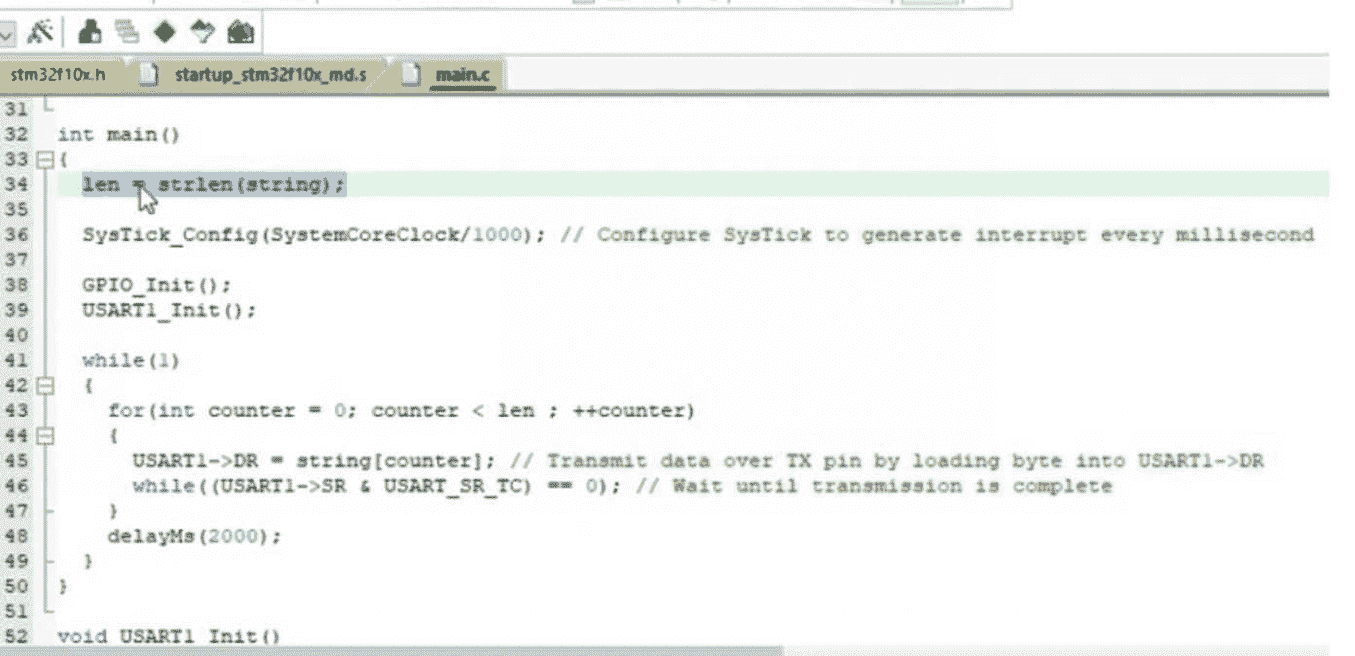 stm32f10x.h startup_stm32f10x_md.s main.c
31
32 int main()
33 {
34 len = strlen(string);
35
36 SysTick_Config(SystemCoreClock/1000); // Configure SysTick to generate interrupt every millisecond
37
38 GPIO_Init();
39 USART1_Init();
40
41 while(1)
42 {
43 for(int counter = 0; counter < len ; ++counter)
44 {
45 USART1->DR = string[counter]; // Transmit data over TX pin by loading byte into USART1->DR
46 while((USART1->SR & USART_SR_TC) == 0); // Wait until transmission is complete
47 }
48 delayMs(2000);
49 }
50 }
51
52 void USART1_Init()